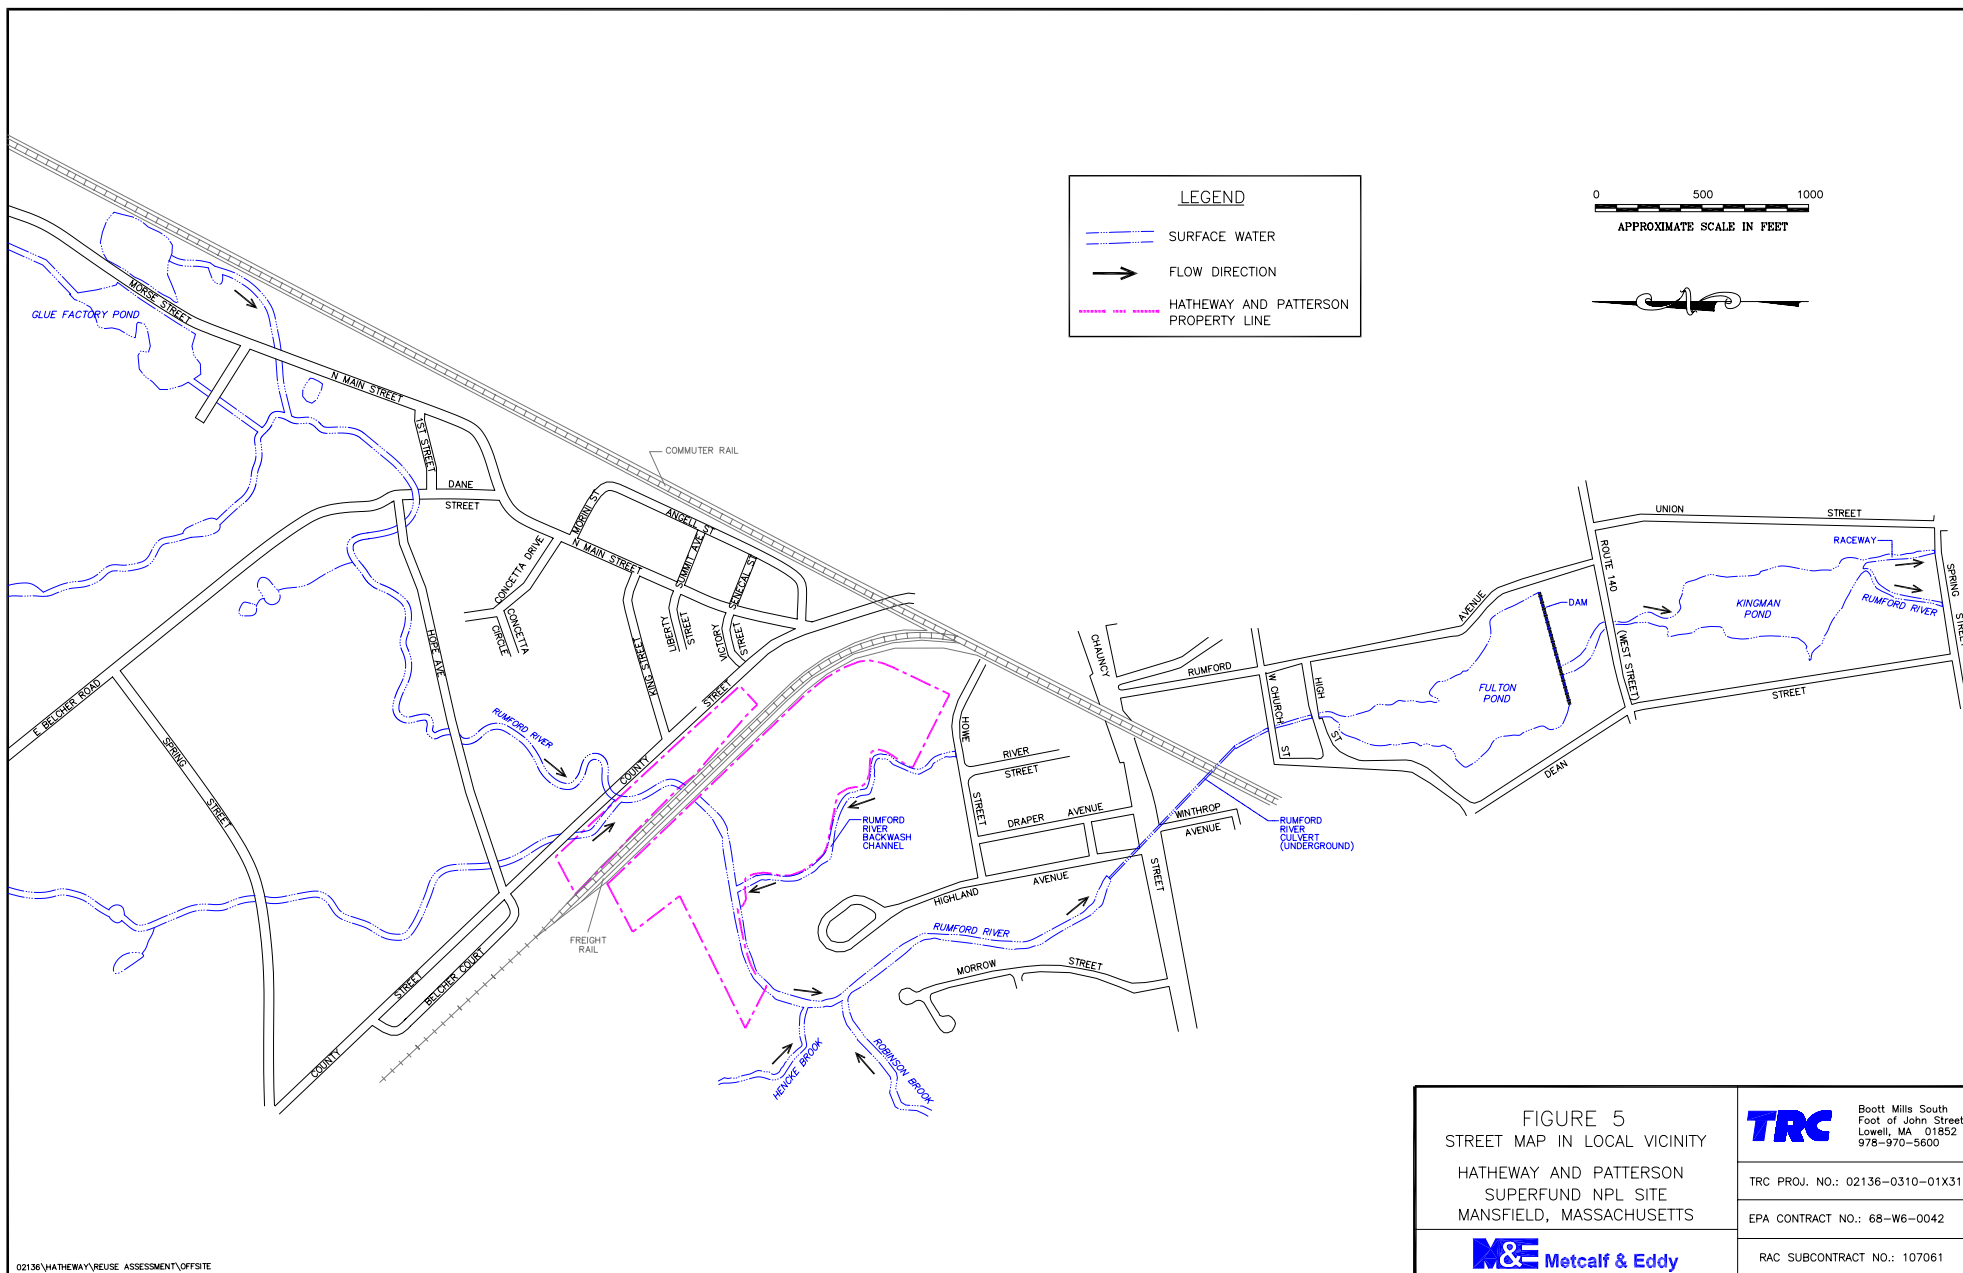 LEGEND
SURFACE WATER
FLOW DIRECTION
HATHEWAY AND PATTERSON
PROPERTY LINE
0 500 1000
APPROXIMATE SCALE IN FEET
GLUE FACTORY POND
MORSE STREET
N MAIN STREET
1ST STREET
DANE
STREET
COMMUTER RAIL
MORINI ST
ANGELL ST
N MAIN STREET
SUMMIT AVE
SENECAL ST
CONCETTA DRIVE
CONCETTA
CIRCLE
LIBERTY
STREET
VICTORY
STREET
KING STREET
HOPE AVE
E BELCHER ROAD
SPRING
STREET
RUMFORD RIVER
COUNTY
STREET
STREET
COUNTY
BELCHER COURT
FREIGHT
RAIL
RUMFORD
RIVER
BACKWASH
CHANNEL
HOWE
STREET
RIVER
STREET
DRAPER
AVENUE
HIGHLAND
AVENUE
RUMFORD RIVER
MORROW
STREET
HENCKE BROOK
ROBINSON BROOK
CHAUNCY
STREET
WINTHROP
AVENUE
RUMFORD
RIVER
CULVERT
(UNDERGROUND)
RUMFORD
AVENUE
W CHURCH
ST
HIGH
ST
FULTON
POND
DAM
DEAN
STREET
ROUTE 140
(WEST STREET)
UNION
STREET
RACEWAY
KINGMAN
POND
RUMFORD RIVER
SPRING
STREET
FIGURE 5
STREET MAP IN LOCAL VICINITY
HATHEWAY AND PATTERSON
SUPERFUND NPL SITE
MANSFIELD, MASSACHUSETTS
M&E Metcalf & Eddy
TRC
Boott Mills South
Foot of John Street
Lowell, MA 01852
978-970-5600
TRC PROJ. NO.: 02136-0310-01X31
EPA CONTRACT NO.: 68-W6-0042
RAC SUBCONTRACT NO.: 107061
02136\HATHEWAY\REUSE ASSESSMENT\OFFSITE